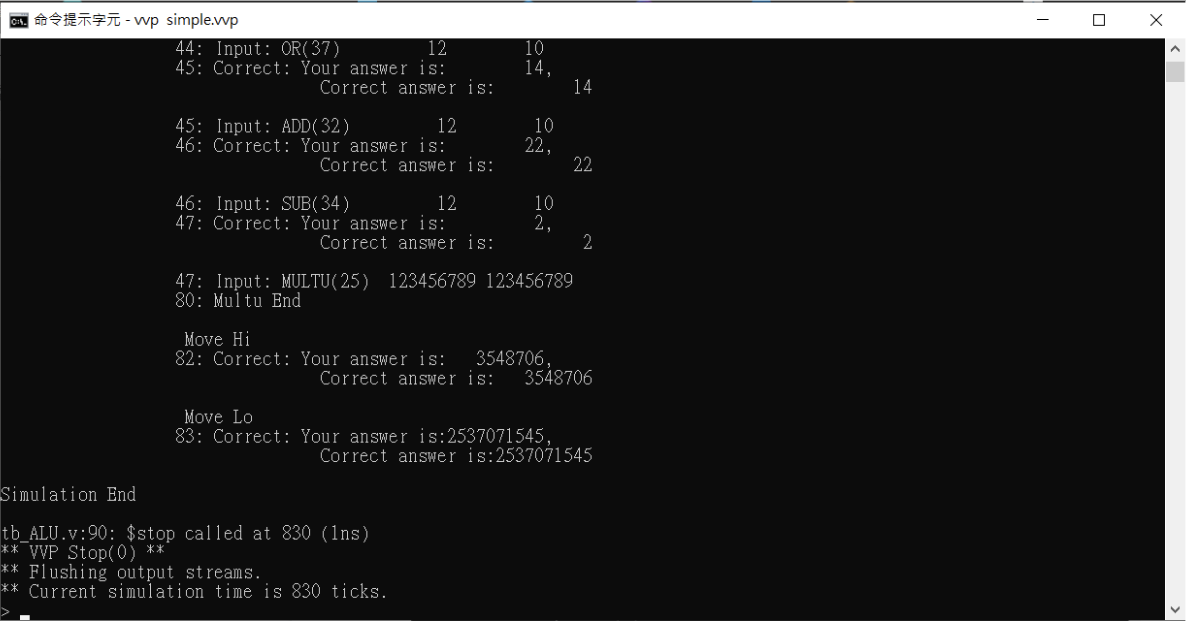 命令提示字元 - vvp simple.vvp
44: Input: OR(37) 12 10
45: Correct: Your answer is: 14,
Correct answer is: 14
45: Input: ADD(32) 12 10
46: Correct: Your answer is: 22,
Correct answer is: 22
46: Input: SUB(34) 12 10
47: Correct: Your answer is: 2,
Correct answer is: 2
47: Input: MULTU(25) 123456789 123456789
80: Multu End
Move Hi
82: Correct: Your answer is: 3548706,
Correct answer is: 3548706
Move Lo
83: Correct: Your answer is:2537071545,
Correct answer is:2537071545
Simulation End
tb_ALU.v:90: $stop called at 830 (1ns)
** VVP Stop(0) **
** Flushing output streams.
** Current simulation time is 830 ticks.
>